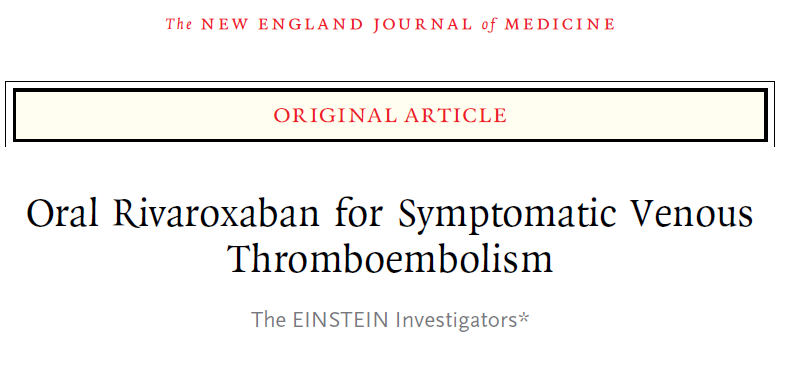 The NEW ENGLAND JOURNAL of MEDICINE
ORIGINAL ARTICLE
Oral Rivaroxaban for Symptomatic Venous
Thromboembolism
The EINSTEIN Investigators*